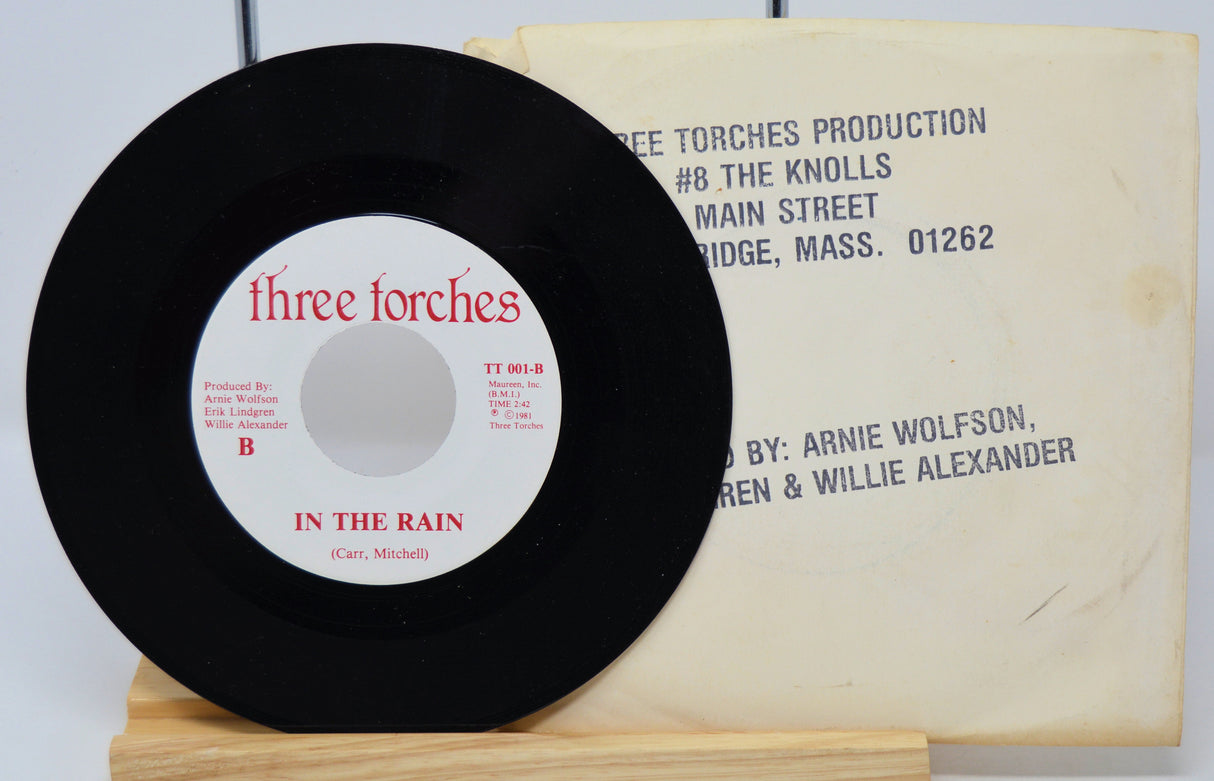 three torches
Produced By:
Arnie Wolfson
Erik Lindgren
Willie Alexander
B
TT 001-B
Maureen, Inc.
(B.M.I.)
TIME 2:42
℗ ©1981
Three Torches
IN THE RAIN
(Carr, Mitchell)
REE TORCHES PRODUCTION
#8 THE KNOLLS
MAIN STREET
RIDGE, MASS. 01262
BY: ARNIE WOLFSON,
REN & WILLIE ALEXANDER